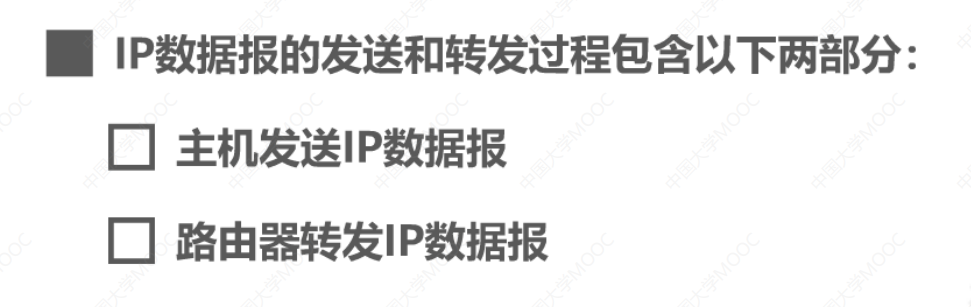 IP数据报的发送和转发过程包含以下两部分：
主机发送IP数据报
路由器转发IP数据报
中国大学MOOC